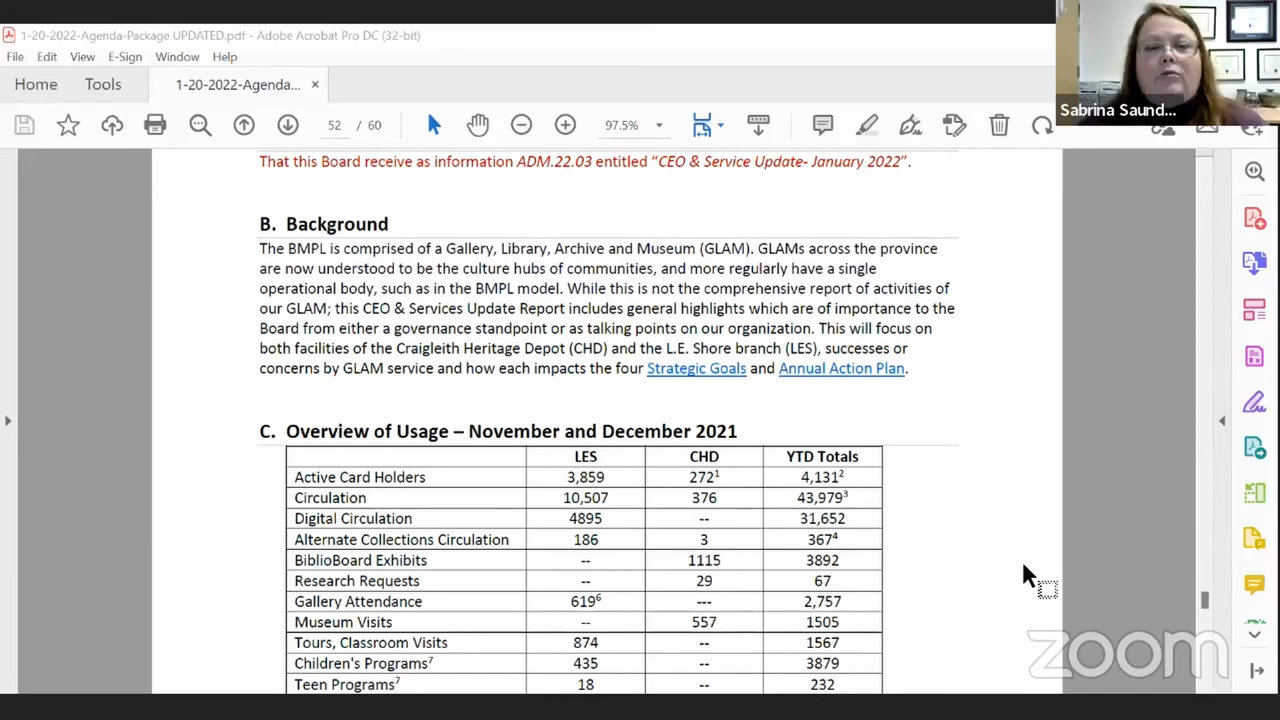 1-20-2022-Agenda-Package UPDATED.pdf - Adobe Acrobat Pro DC (32-bit)
File Edit View E-Sign Window Help
Home Tools 1-20-2022-Agenda... ×
52 / 60 97.5%
Sabrina Saund...
That this Board receive as information ADM.22.03 entitled “CEO & Service Update- January 2022”.
B. Background
The BMPL is comprised of a Gallery, Library, Archive and Museum (GLAM). GLAMs across the province
are now understood to be the culture hubs of communities, and more regularly have a single
operational body, such as in the BMPL model. While this is not the comprehensive report of activities of
our GLAM; this CEO & Services Update Report includes general highlights which are of importance to the
Board from either a governance standpoint or as talking points on our organization. This will focus on
both facilities of the Craigleith Heritage Depot (CHD) and the L.E. Shore branch (LES), successes or
concerns by GLAM service and how each impacts the four Strategic Goals and Annual Action Plan.
C. Overview of Usage – November and December 2021
LES CHD YTD Totals
Active Card Holders 3,859 272¹ 4,131²
Circulation 10,507 376 43,979³
Digital Circulation 4895 -- 31,652
Alternate Collections Circulation 186 3 367⁴
BiblioBoard Exhibits -- 1115 3892
Research Requests -- 29 67
Gallery Attendance 619⁶ --- 2,757
Museum Visits -- 557 1505
Tours, Classroom Visits 874 -- 1567
Children's Programs⁷ 435 -- 3879
Teen Programs⁷ 18 -- 232
zoom